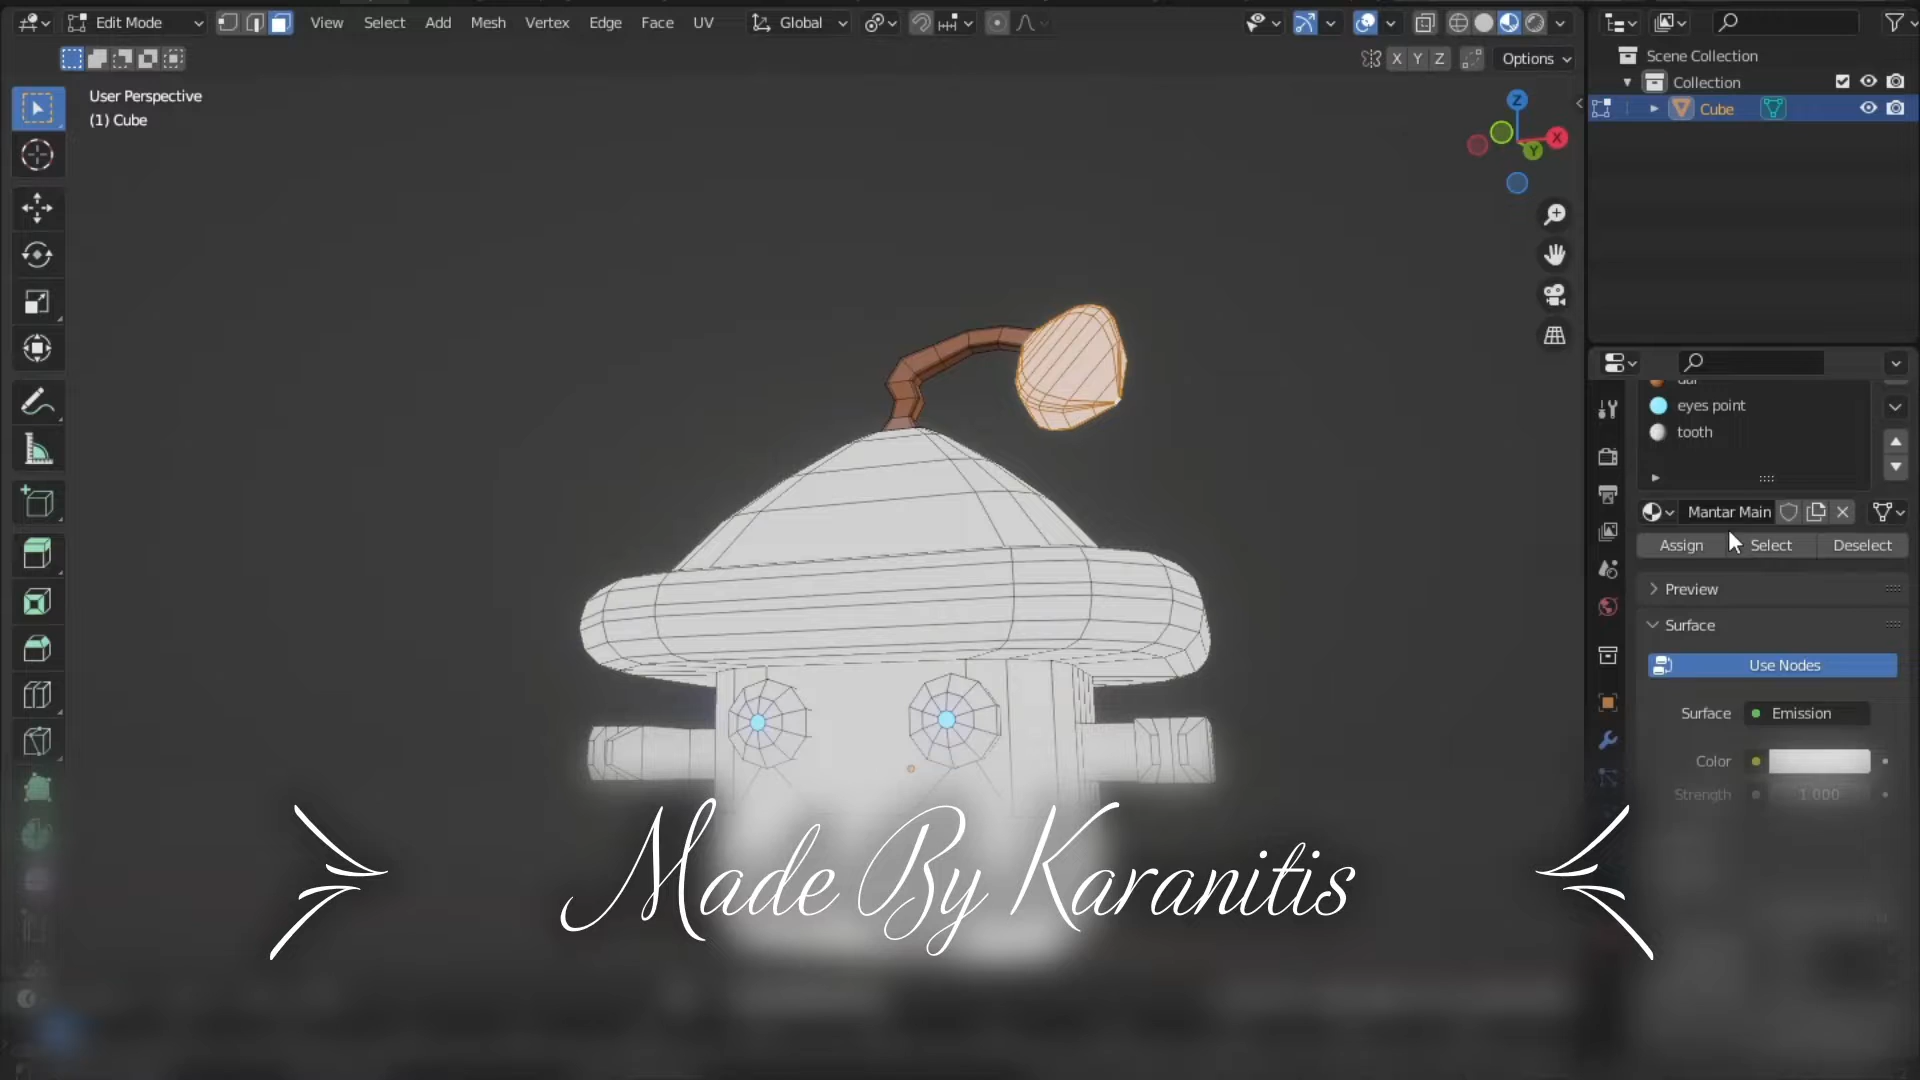 Edit Mode View Select Add Mesh Vertex Edge Face UV Global
X Y Z Options
User Perspective
(1) Cube
Z
X
Y
Scene Collection
Collection
Cube
eyes point
tooth
Mantar Main
Assign Select Deselect
Preview
Surface
Use Nodes
Surface Emission
Color
Strength 1.000
Made By Karanitis